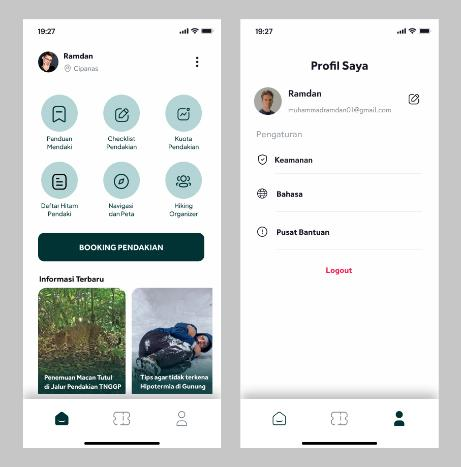 19:27
Ramdan
Cipanas
Panduan
Mendaki
Checklist
Pendakian
Kuota
Pendakian
Daftar Hitam
Pendaki
Navigasi
dan Peta
Hiking
Organizer
BOOKING PENDAKIAN
Informasi Terbaru
Penemuan Macan Tutul
di Jalur Pendakian TNGGP
Tips agar tidak terkena
Hipotermia di Gunung
19:27
Profil Saya
Ramdan
muhammadramdan01@gmail.com
Pengaturan
Keamanan
Bahasa
Pusat Bantuan
Logout